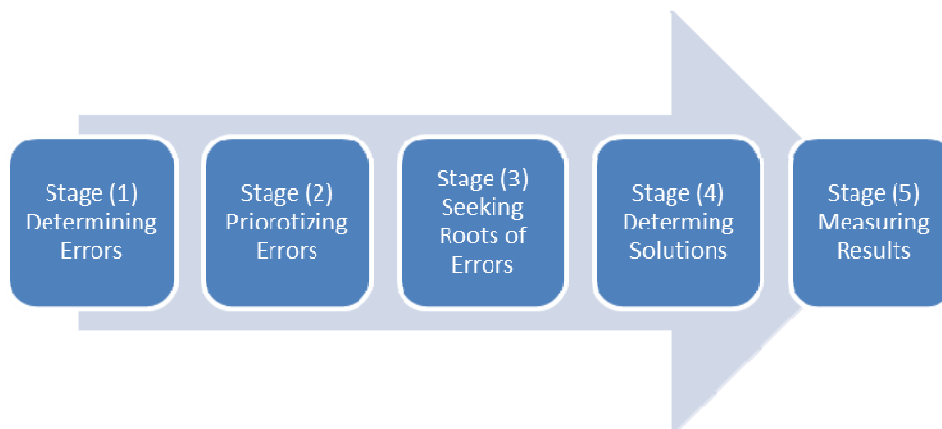 Stage (1)
Determining
Errors
Stage (2)
Priorotizing
Errors
Stage (3)
Seeking
Roots of
Errors
Stage (4)
Determing
Solutions
Stage (5)
Measuring
Results